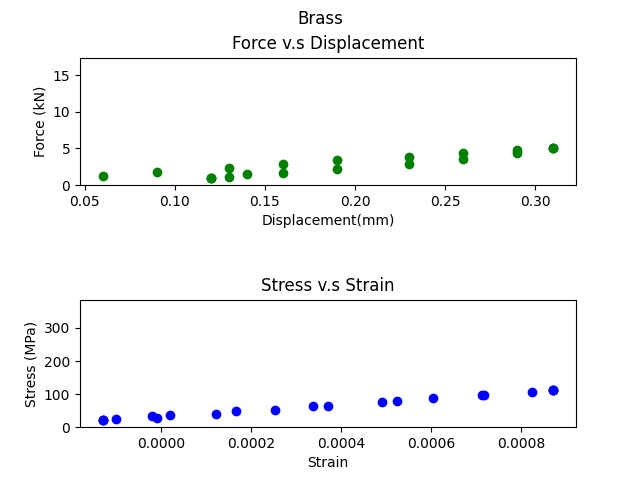 Brass
Force v.s Displacement
15
10
5
0
Force (kN)
0.05 0.10 0.15 0.20 0.25 0.30
Displacement(mm)
Stress v.s Strain
300
200
100
0
Stress (MPa)
0.0000 0.0002 0.0004 0.0006 0.0008
Strain